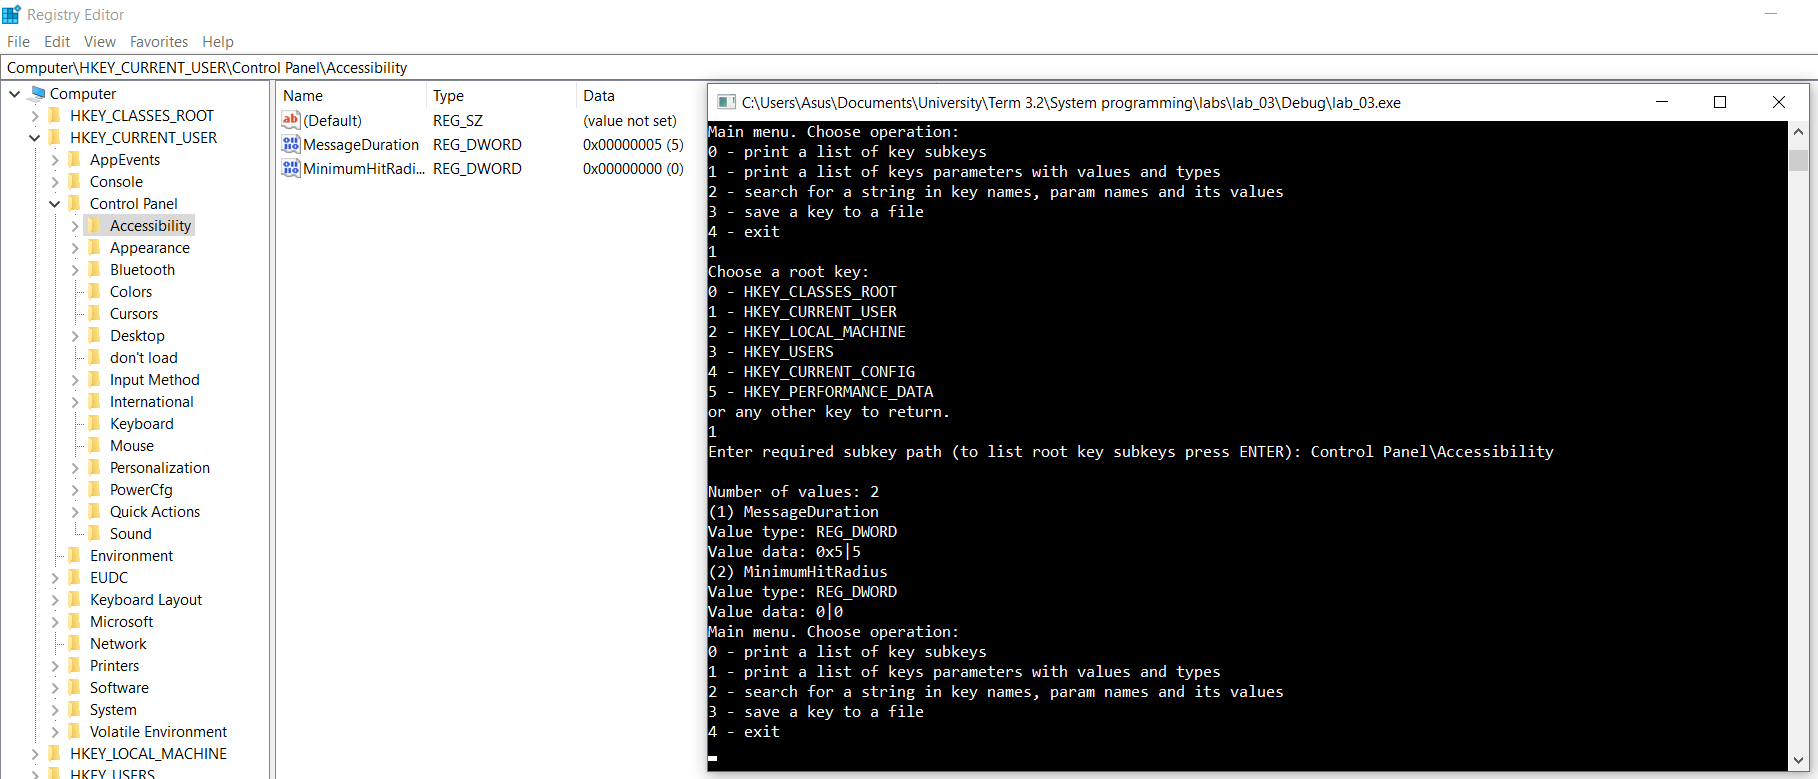 Registry Editor
File Edit View Favorites Help
Computer\HKEY_CURRENT_USER\Control Panel\Accessibility
Computer
HKEY_CLASSES_ROOT
HKEY_CURRENT_USER
AppEvents
Console
Control Panel
Accessibility
Appearance
Bluetooth
Colors
Cursors
Desktop
don't load
Input Method
International
Keyboard
Mouse
Personalization
PowerCfg
Quick Actions
Sound
Environment
EUDC
Keyboard Layout
Microsoft
Network
Printers
Software
System
Volatile Environment
HKEY_LOCAL_MACHINE
HKEY_USERS
Name Type Data
(Default) REG_SZ (value not set)
MessageDuration REG_DWORD 0x00000005 (5)
MinimumHitRadi... REG_DWORD 0x00000000 (0)
C:\Users\Asus\Documents\University\Term 3.2\System programming\labs\lab_03\Debug\lab_03.exe
Main menu. Choose operation:
0 - print a list of key subkeys
1 - print a list of keys parameters with values and types
2 - search for a string in key names, param names and its values
3 - save a key to a file
4 - exit
1
Choose a root key:
0 - HKEY_CLASSES_ROOT
1 - HKEY_CURRENT_USER
2 - HKEY_LOCAL_MACHINE
3 - HKEY_USERS
4 - HKEY_CURRENT_CONFIG
5 - HKEY_PERFORMANCE_DATA
or any other key to return.
1
Enter required subkey path (to list root key subkeys press ENTER): Control Panel\Accessibility
Number of values: 2
(1) MessageDuration
Value type: REG_DWORD
Value data: 0x5|5
(2) MinimumHitRadius
Value type: REG_DWORD
Value data: 0|0
Main menu. Choose operation:
0 - print a list of key subkeys
1 - print a list of keys parameters with values and types
2 - search for a string in key names, param names and its values
3 - save a key to a file
4 - exit